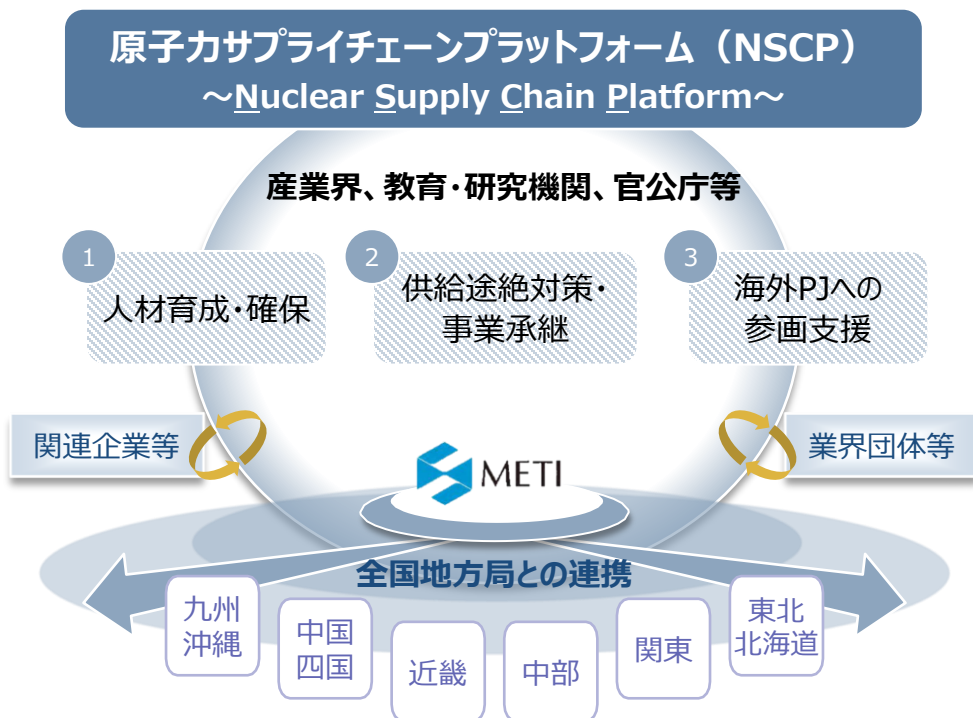 原子力サプライチェーンプラットフォーム（NSCP）
～Nuclear Supply Chain Platform～
産業界、教育・研究機関、官公庁等
1
人材育成・確保
2
供給途絶対策・
事業承継
3
海外PJへの
参画支援
関連企業等
業界団体等
METI
全国地方局との連携
九州
沖縄
中国
四国
近畿
中部
関東
東北
北海道